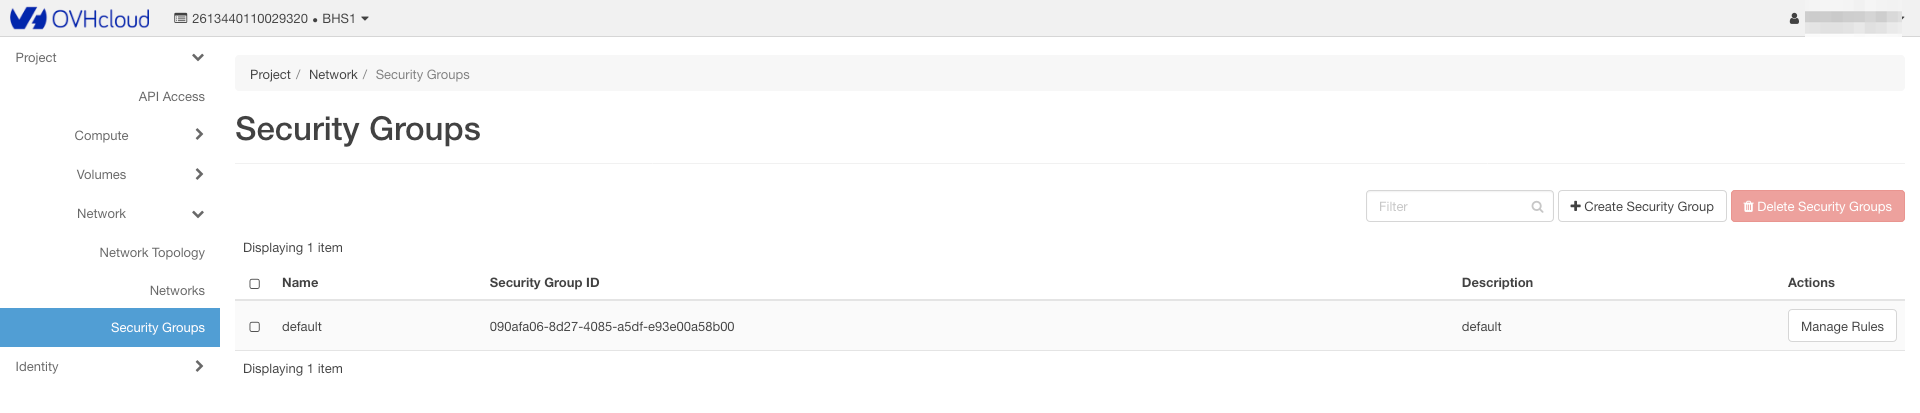 OVHcloud 2613440110029320 • BHS1
Project
API Access
Compute
Volumes
Network
Network Topology
Networks
Security Groups
Identity
Project / Network / Security Groups
Security Groups
Filter Create Security Group Delete Security Groups
Displaying 1 item
Name Security Group ID Description Actions
default 090afa06-8d27-4085-a5df-e93e00a58b00 default Manage Rules
Displaying 1 item